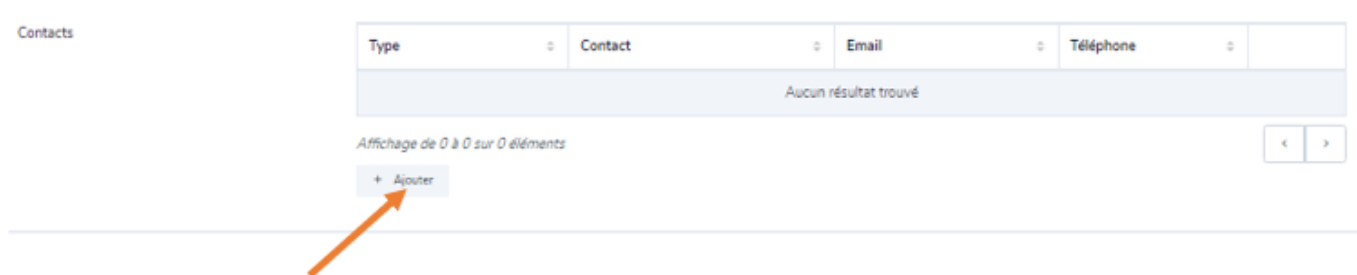 Contacts
Type Contact Email Téléphone
Aucun résultat trouvé
Affichage de 0 à 0 sur 0 éléments
< >
+ Ajouter